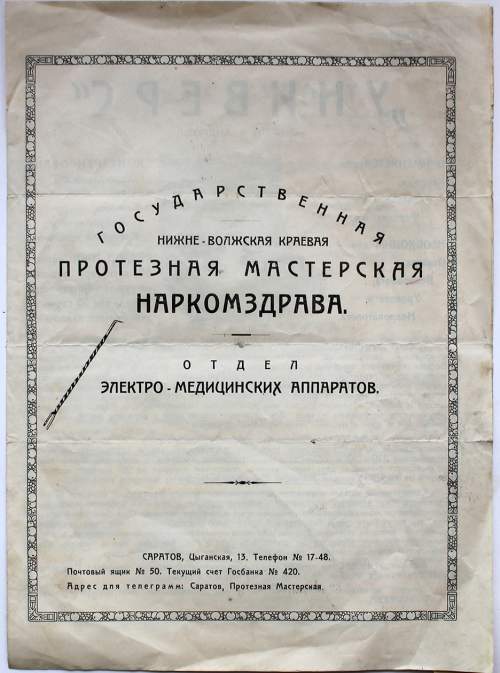 ГОСУДАРСТВЕННАЯ
НИЖНЕ-ВОЛЖСКАЯ КРАЕВАЯ
ПРОТЕЗНАЯ МАСТЕРСКАЯ
НАРКОМЗДРАВА.
ОТДЕЛ
ЭЛЕКТРО-МЕДИЦИНСКИХ АППАРАТОВ.
САРАТОВ, Цыганская, 13. Телефон № 17-48.
Почтовый ящик № 50. Текущий счет Госбанка № 420.
Адрес для телеграмм: Саратов, Протезная Мастерская.